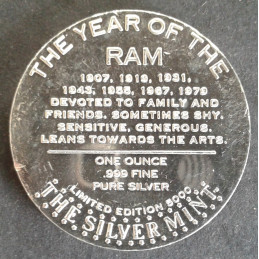 THE YEAR OF THE
RAM
1907, 1919, 1931,
1943, 1955, 1967, 1979
DEVOTED TO FAMILY AND
FRIENDS. SOMETIMES SHY.
SENSITIVE, GENEROUS.
LEANS TOWARDS THE ARTS.
ONE OUNCE
.999 FINE
PURE SILVER
LIMITED EDITION 5000
THE SILVER MINT